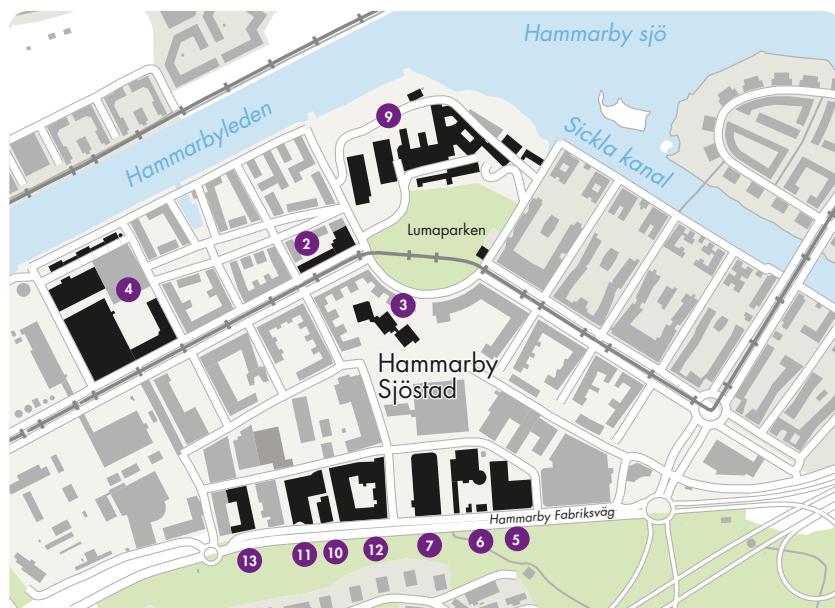 Hammarby sjö
Hammarbyleden
Sickla kanal
9
Lumaparken
2
4
3
Hammarby
Sjöstad
Hammarby Fabriksväg
13
11
10
12
7
6
5